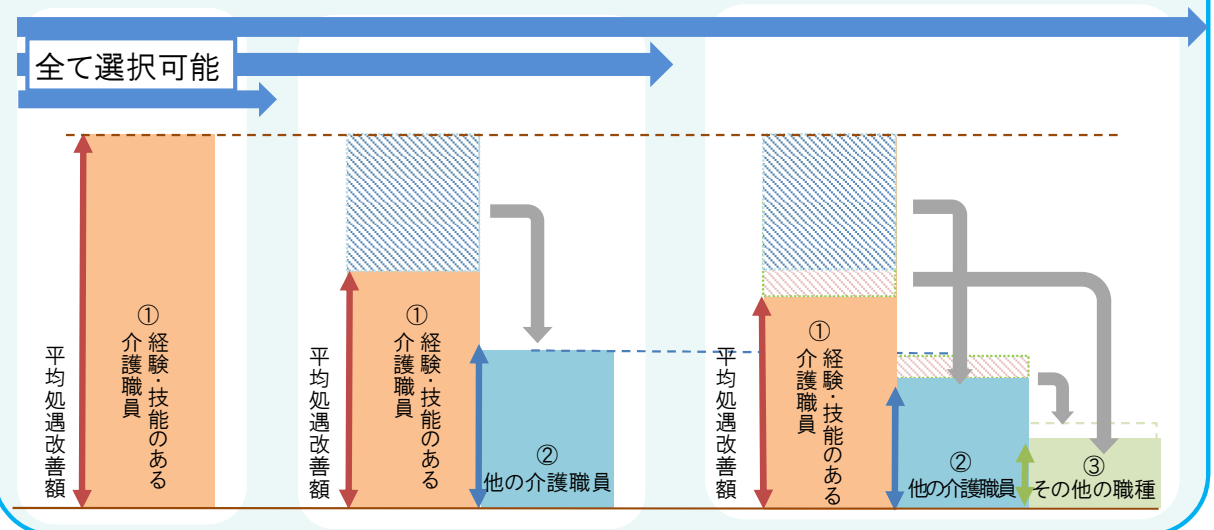 全て選択可能
平均処遇改善額
①
経験・技能のある
介護職員
平均処遇改善額
①
経験・技能のある
介護職員
②
他の介護職員
平均処遇改善額
①
経験・技能のある
介護職員
②
他の介護職員
③
その他の職種